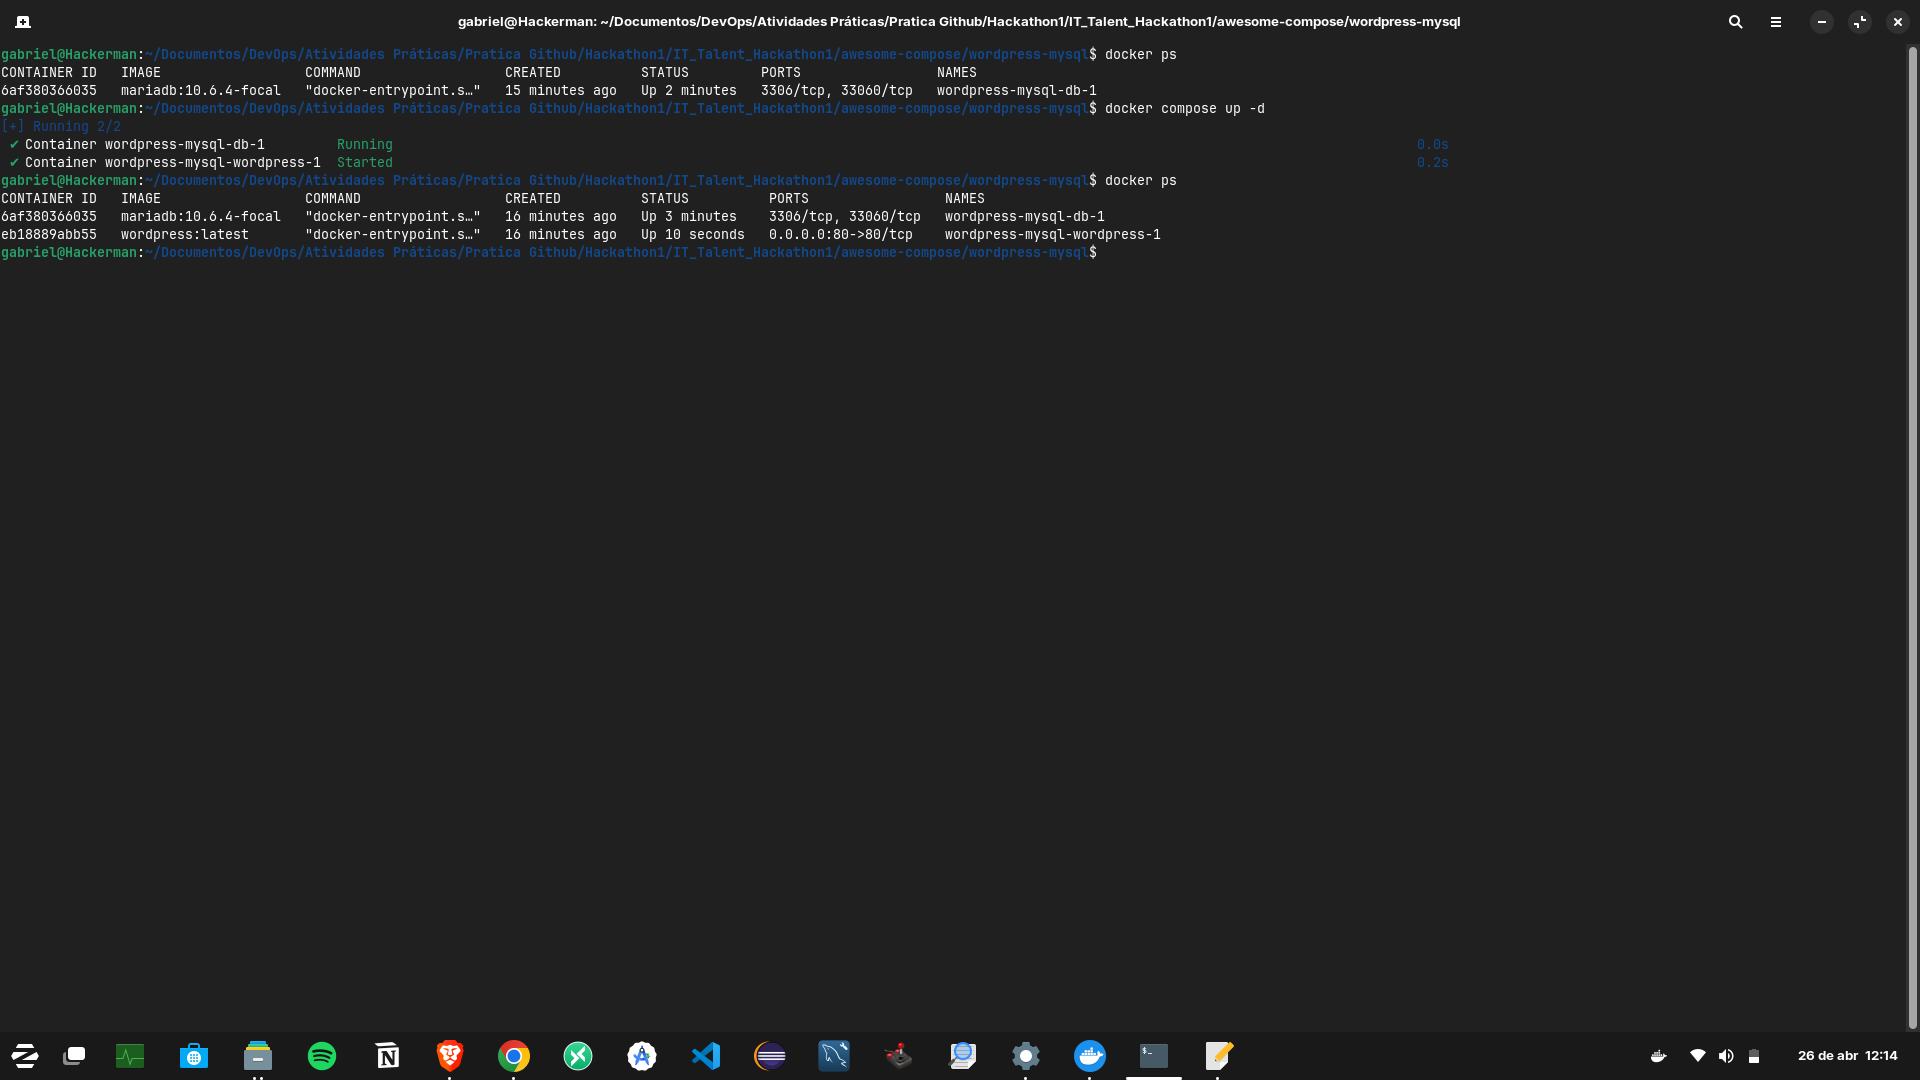 gabriel@Hackerman: ~/Documentos/DevOps/Atividades Práticas/Pratica Github/Hackathon1/IT_Talent_Hackathon1/awesome-compose/wordpress-mysql
gabriel@Hackerman:~/Documentos/DevOps/Atividades Práticas/Pratica Github/Hackathon1/IT_Talent_Hackathon1/awesome-compose/wordpress-mysql$ docker ps
CONTAINER ID   IMAGE                  COMMAND                  CREATED          STATUS         PORTS                 NAMES
6af380366035   mariadb:10.6.4-focal   "docker-entrypoint.s…"   15 minutes ago   Up 2 minutes   3306/tcp, 33060/tcp   wordpress-mysql-db-1
gabriel@Hackerman:~/Documentos/DevOps/Atividades Práticas/Pratica Github/Hackathon1/IT_Talent_Hackathon1/awesome-compose/wordpress-mysql$ docker compose up -d
[+] Running 2/2
 ✔ Container wordpress-mysql-db-1         Running 0.0s
 ✔ Container wordpress-mysql-wordpress-1  Started 0.2s
gabriel@Hackerman:~/Documentos/DevOps/Atividades Práticas/Pratica Github/Hackathon1/IT_Talent_Hackathon1/awesome-compose/wordpress-mysql$ docker ps
CONTAINER ID   IMAGE                  COMMAND                  CREATED          STATUS          PORTS                 NAMES
6af380366035   mariadb:10.6.4-focal   "docker-entrypoint.s…"   16 minutes ago   Up 3 minutes    3306/tcp, 33060/tcp   wordpress-mysql-db-1
eb18889abb55   wordpress:latest       "docker-entrypoint.s…"   16 minutes ago   Up 10 seconds   0.0.0.0:80->80/tcp    wordpress-mysql-wordpress-1
gabriel@Hackerman:~/Documentos/DevOps/Atividades Práticas/Pratica Github/Hackathon1/IT_Talent_Hackathon1/awesome-compose/wordpress-mysql$
26 de abr 12:14